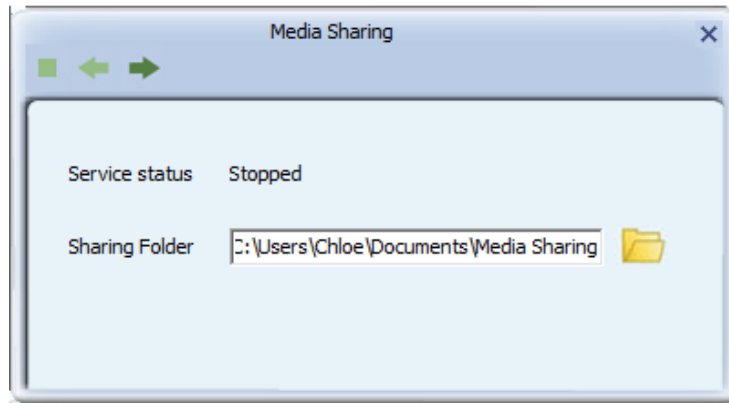 Media Sharing
Service status Stopped
Sharing Folder C:\Users\Chloe\Documents\Media Sharing